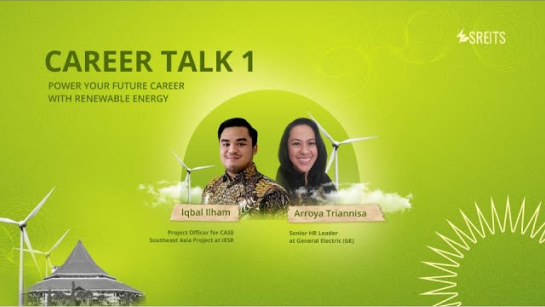 SREITS
CAREER TALK 1
POWER YOUR FUTURE CAREER
WITH RENEWABLE ENERGY
Iqbal Ilham
Arroya Triannisa
Project Officer for CASE
Southeast Asia Project at IESR
Senior HR Leader
at General Electric (GE)